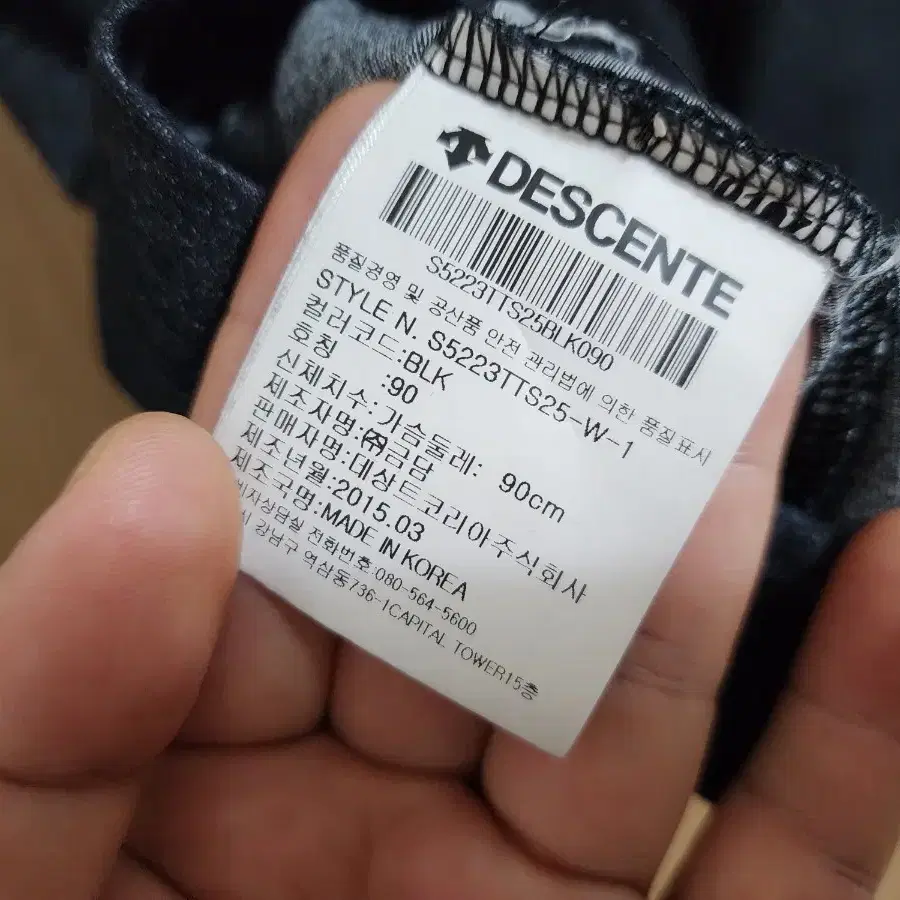 DESCENTE
S5223TTS25BLK090
품질경영 및 공산품 안전 관리법에 의한 품질표시
STYLE N. S5223TTS25-W-1
컬러코드:BLK
호칭 :90
신체치수: 가슴둘레: 90cm
제조자명:㈜금담
판매자명:데상트코리아주식회사
제조년월:2015.03
제조국명:MADE IN KOREA
비자상담실 전화번호:080-564-5600
시 강남구 역삼동736-1CAPITAL TOWER15층